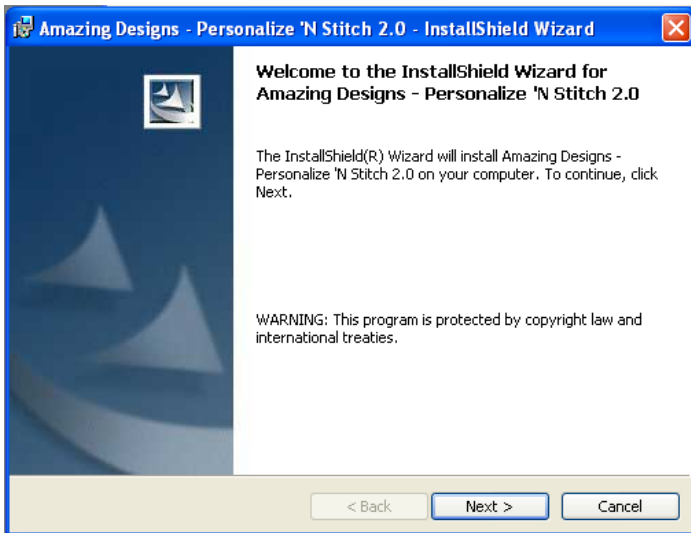 Amazing Designs - Personalize 'N Stitch 2.0 - InstallShield Wizard
Welcome to the InstallShield Wizard for
Amazing Designs - Personalize 'N Stitch 2.0
The InstallShield(R) Wizard will install Amazing Designs -
Personalize 'N Stitch 2.0 on your computer. To continue, click
Next.
WARNING: This program is protected by copyright law and
international treaties.
< Back Next > Cancel